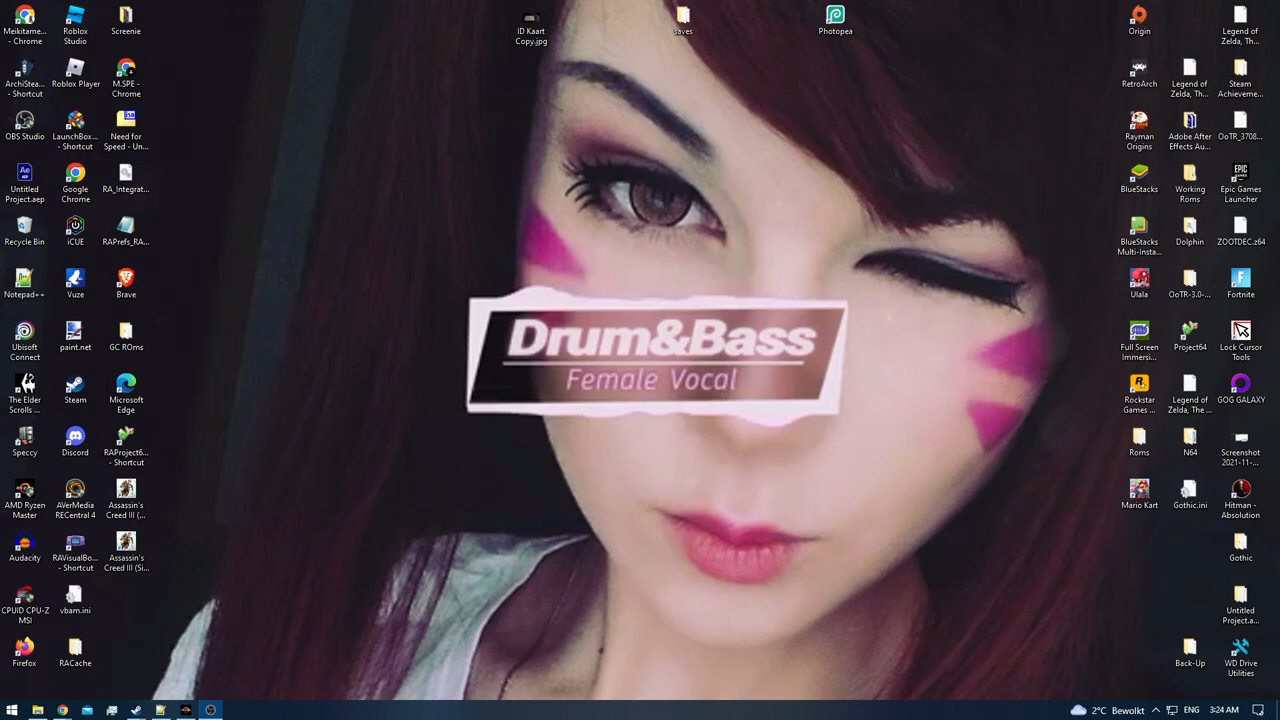 Meikitame...
- Chrome
Roblox
Studio
Screenie
ArchiStea...
- Shortcut
Roblox Player
M.SPE -
Chrome
OBS Studio
LaunchBox...
- Shortcut
Need for
Speed - Un...
Untitled
Project.aep
Google
Chrome
RA_Integrat...
Recycle Bin
iCUE
RAPrefs_RA...
Notepad++
Vuze
Brave
Ubisoft
Connect
paint.net
GC ROms
The Elder
Scrolls ...
Steam
Microsoft
Edge
Speccy
Discord
RAProject6...
- Shortcut
AMD Ryzen
Master
AVerMedia
RECentral 4
Assassin's
Creed III (...
Audacity
RAVisualBo...
- Shortcut
Assassin's
Creed III (Si...
CPUID CPU-Z
MSI
vbam.ini
Firefox
RACache
ID Kaart
Copy.jpg
saves
Photopea
Drum&Bass
Female Vocal
Origin
Legend of
Zelda, Th...
RetroArch
Legend of
Zelda, Th...
Steam
Achieveme...
Rayman
Origins
Adobe After
Effects Au...
OoTR_3708...
BlueStacks
Working
Roms
Epic Games
Launcher
BlueStacks
Multi-Insta...
Dolphin
ZOOTDEC.z64
Ulala
OoTR-3.0-...
Fortnite
Full Screen
Immersi...
Project64
Lock Cursor
Tools
Rockstar
Games ...
Legend of
Zelda, The ...
GOG GALAXY
Roms
N64
Screenshot
2021-11-...
Mario Kart
Gothic.ini
Hitman -
Absolution
Gothic
Untitled
Project.a...
Back-Up
WD Drive
Utilities
2°C Bewolkt
ENG
3:24 AM